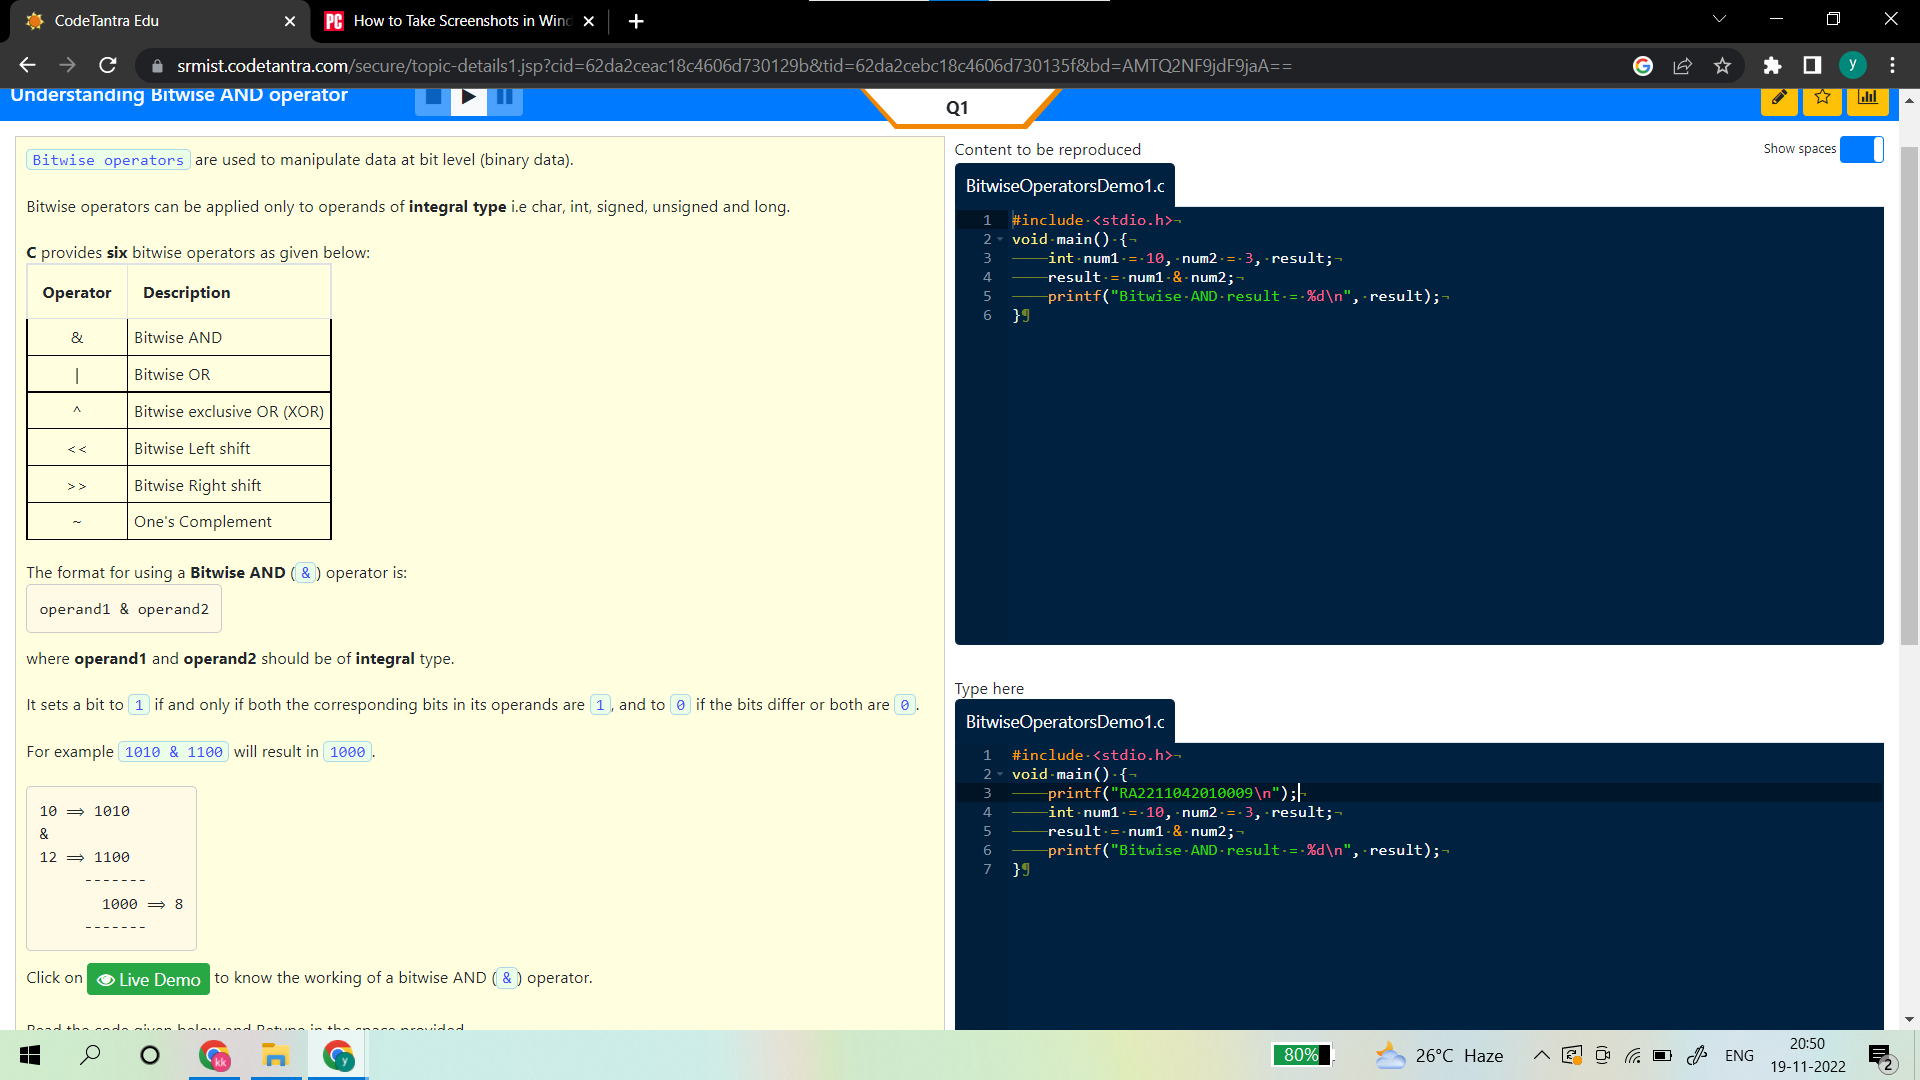 CodeTantra Edu
How to Take Screenshots in Wind
srmist.codetantra.com/secure/topic-details1.jsp?cid=62da2ceac18c4606d730129b&tid=62da2cebc18c4606d730135f&bd=AMTQ2NF9jdF9jaA==
y
Understanding Bitwise AND operator
Q1
Bitwise operators are used to manipulate data at bit level (binary data).
Bitwise operators can be applied only to operands of integral type i.e char, int, signed, unsigned and long.
C provides six bitwise operators as given below:
Operator Description
& Bitwise AND
| Bitwise OR
^ Bitwise exclusive OR (XOR)
<< Bitwise Left shift
>> Bitwise Right shift
~ One's Complement
The format for using a Bitwise AND ( & ) operator is:
operand1 & operand2
where operand1 and operand2 should be of integral type.
It sets a bit to 1 if and only if both the corresponding bits in its operands are 1 , and to 0 if the bits differ or both are 0 .
For example 1010 & 1100 will result in 1000 .
10 ⟹ 1010
&
12 ⟹ 1100
-------
1000 ⟹ 8
-------
Click on Live Demo to know the working of a bitwise AND ( & ) operator.
Read the code given below and Retype in the space provided
Content to be reproduced
Show spaces
BitwiseOperatorsDemo1.c
1 #include·<stdio.h>¬
2 void·main()·{¬
3 int·num1·=·10,·num2·=·3,·result;¬
4 result·=·num1·&·num2;¬
5 printf("Bitwise·AND·result·=·%d\n",·result);¬
6 }¶
Type here
BitwiseOperatorsDemo1.c
1 #include·<stdio.h>¬
2 void·main()·{¬
3 printf("RA2211042010009\n");¬
4 int·num1·=·10,·num2·=·3,·result;¬
5 result·=·num1·&·num2;¬
6 printf("Bitwise·AND·result·=·%d\n",·result);¬
7 }¶
kk
y
80%
26°C Haze
ENG
20:50
19-11-2022
2